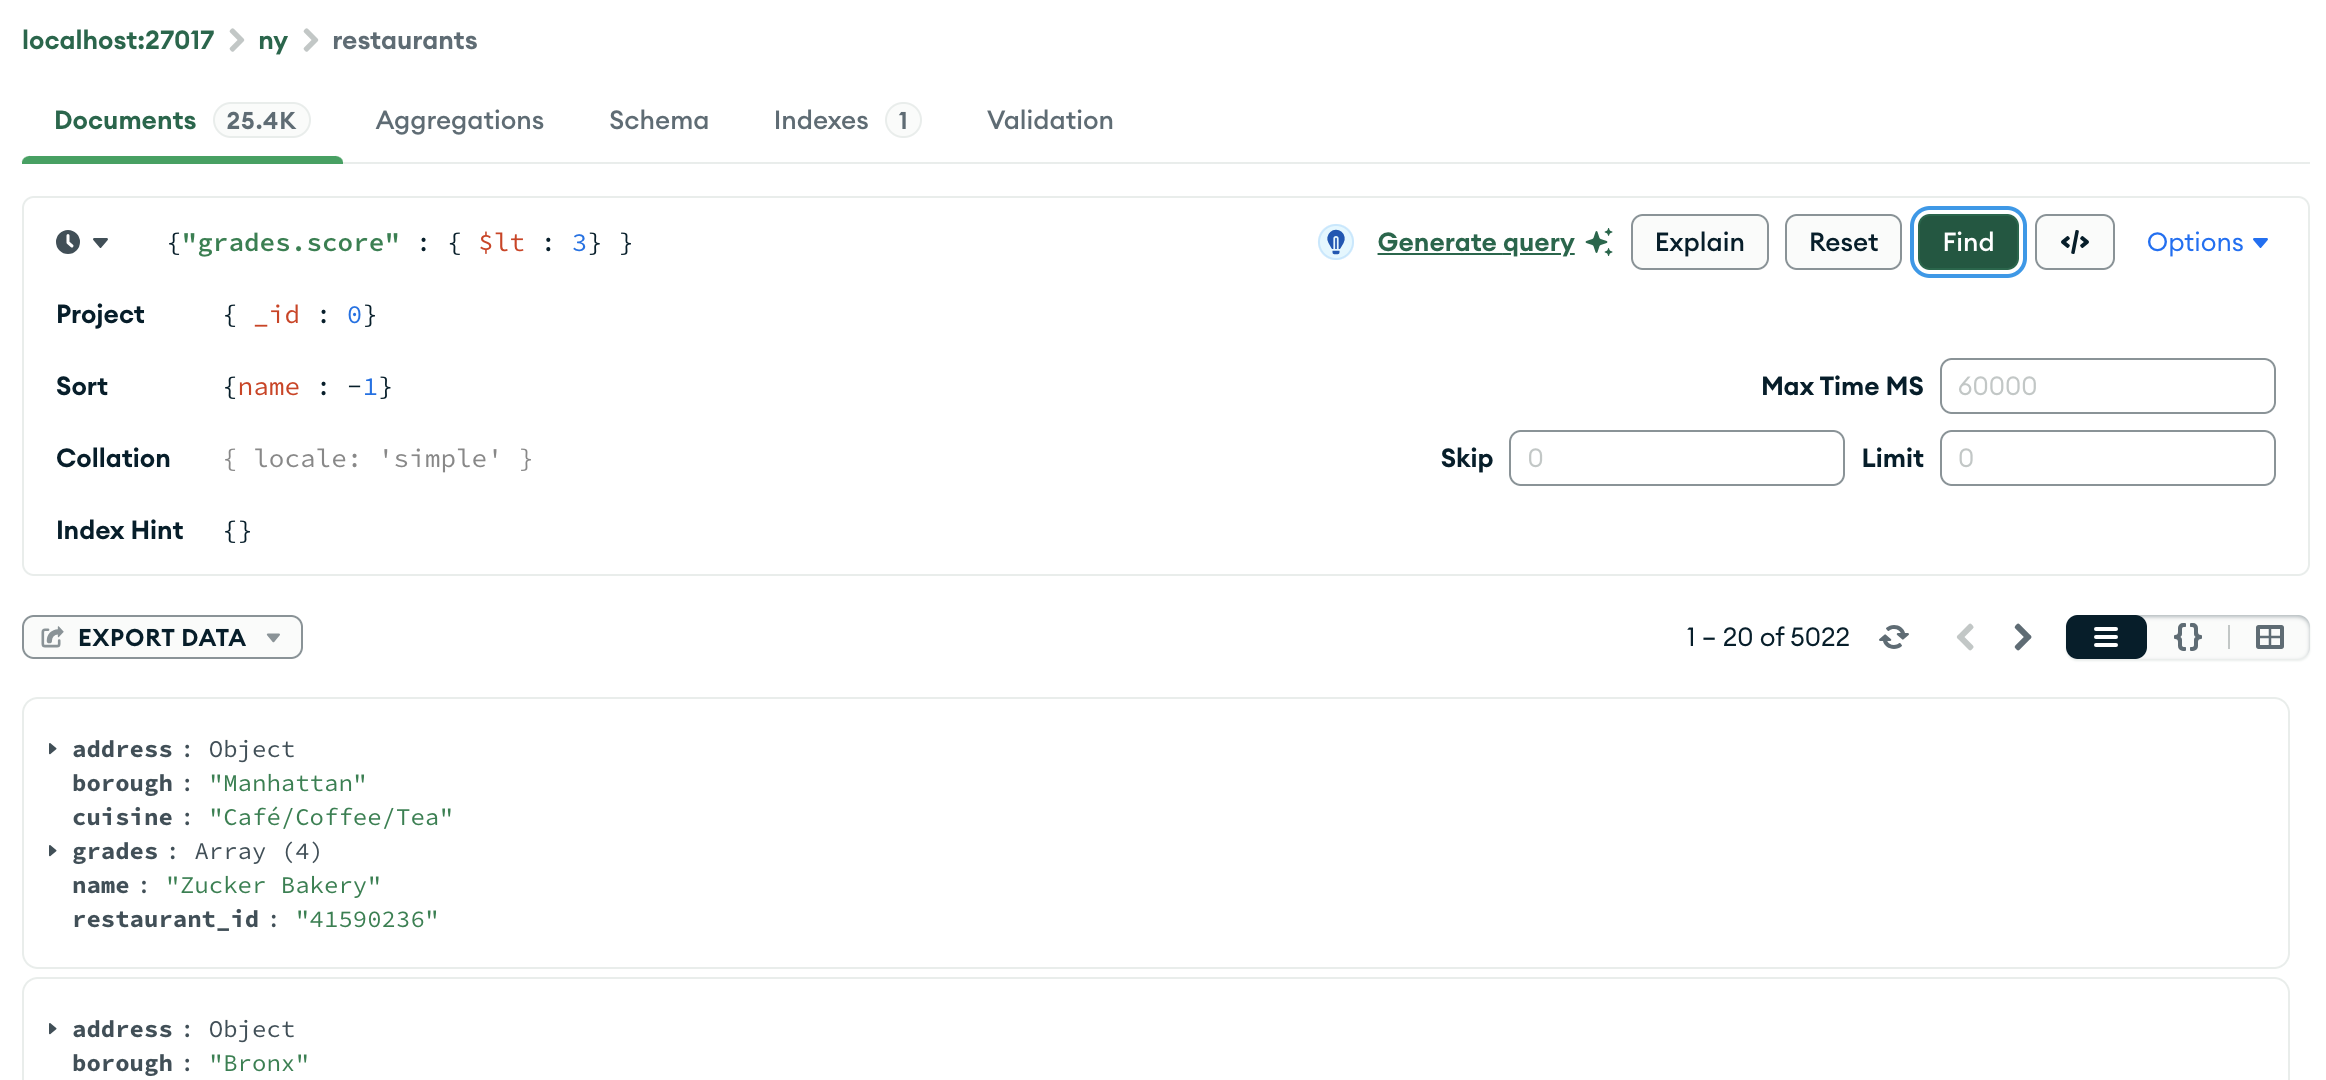 localhost:27017 > ny > restaurants
Documents 25.4K Aggregations Schema Indexes 1 Validation
{"grades.score" : { $lt : 3} } Generate query Explain Reset Find </> Options
Project { _id : 0}
Sort {name : -1} Max Time MS 60000
Collation { locale: 'simple' } Skip 0 Limit 0
Index Hint {}
EXPORT DATA 1 – 20 of 5022 {}
address : Object
borough : "Manhattan"
cuisine : "Café/Coffee/Tea"
grades : Array (4)
name : "Zucker Bakery"
restaurant_id : "41590236"
address : Object
borough : "Bronx"